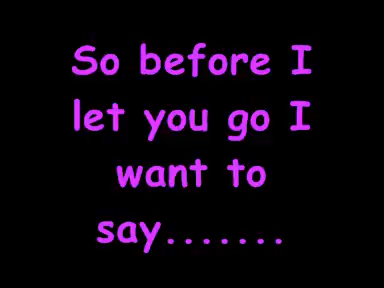 So before I
let you go I
want to
say.......